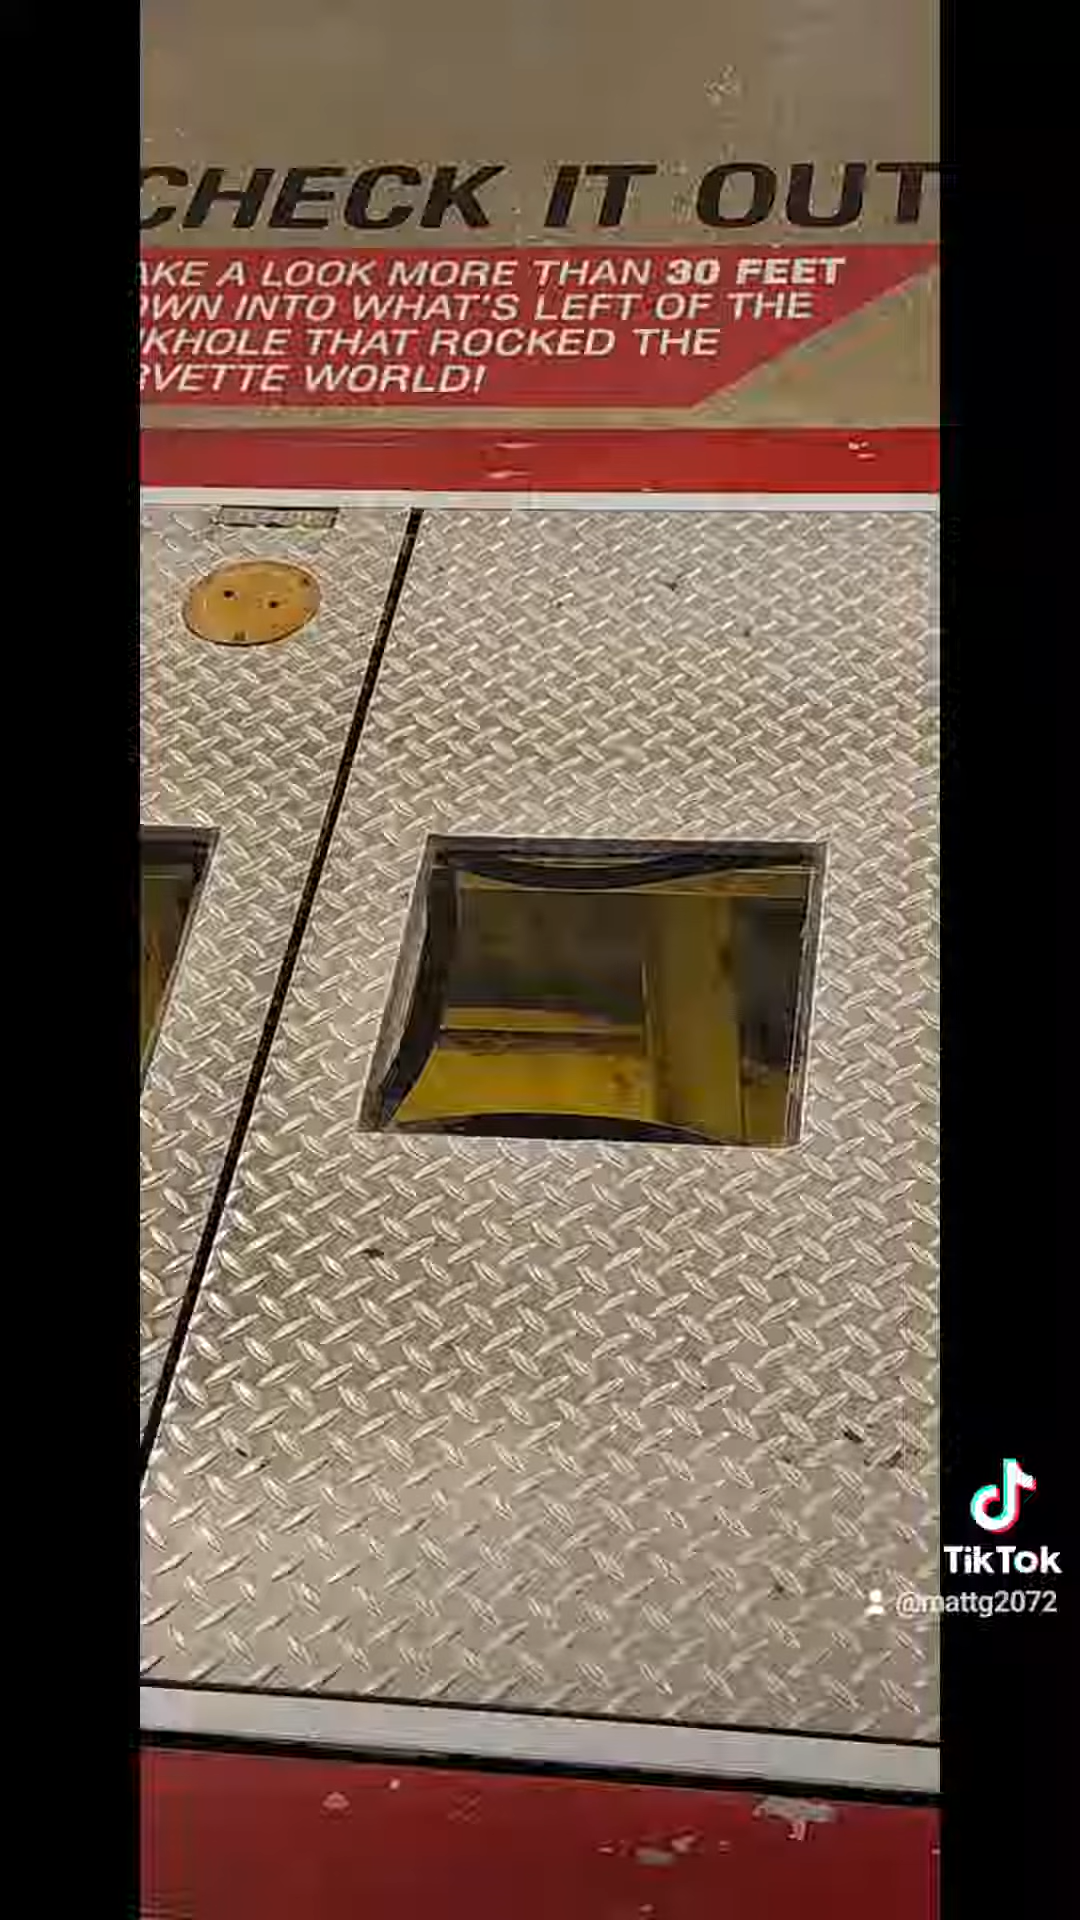 CHECK IT OUT
AKE A LOOK MORE THAN 30 FEET
OWN INTO WHAT'S LEFT OF THE
KHOLE THAT ROCKED THE
RVETTE WORLD!
TikTok
@mattg2072